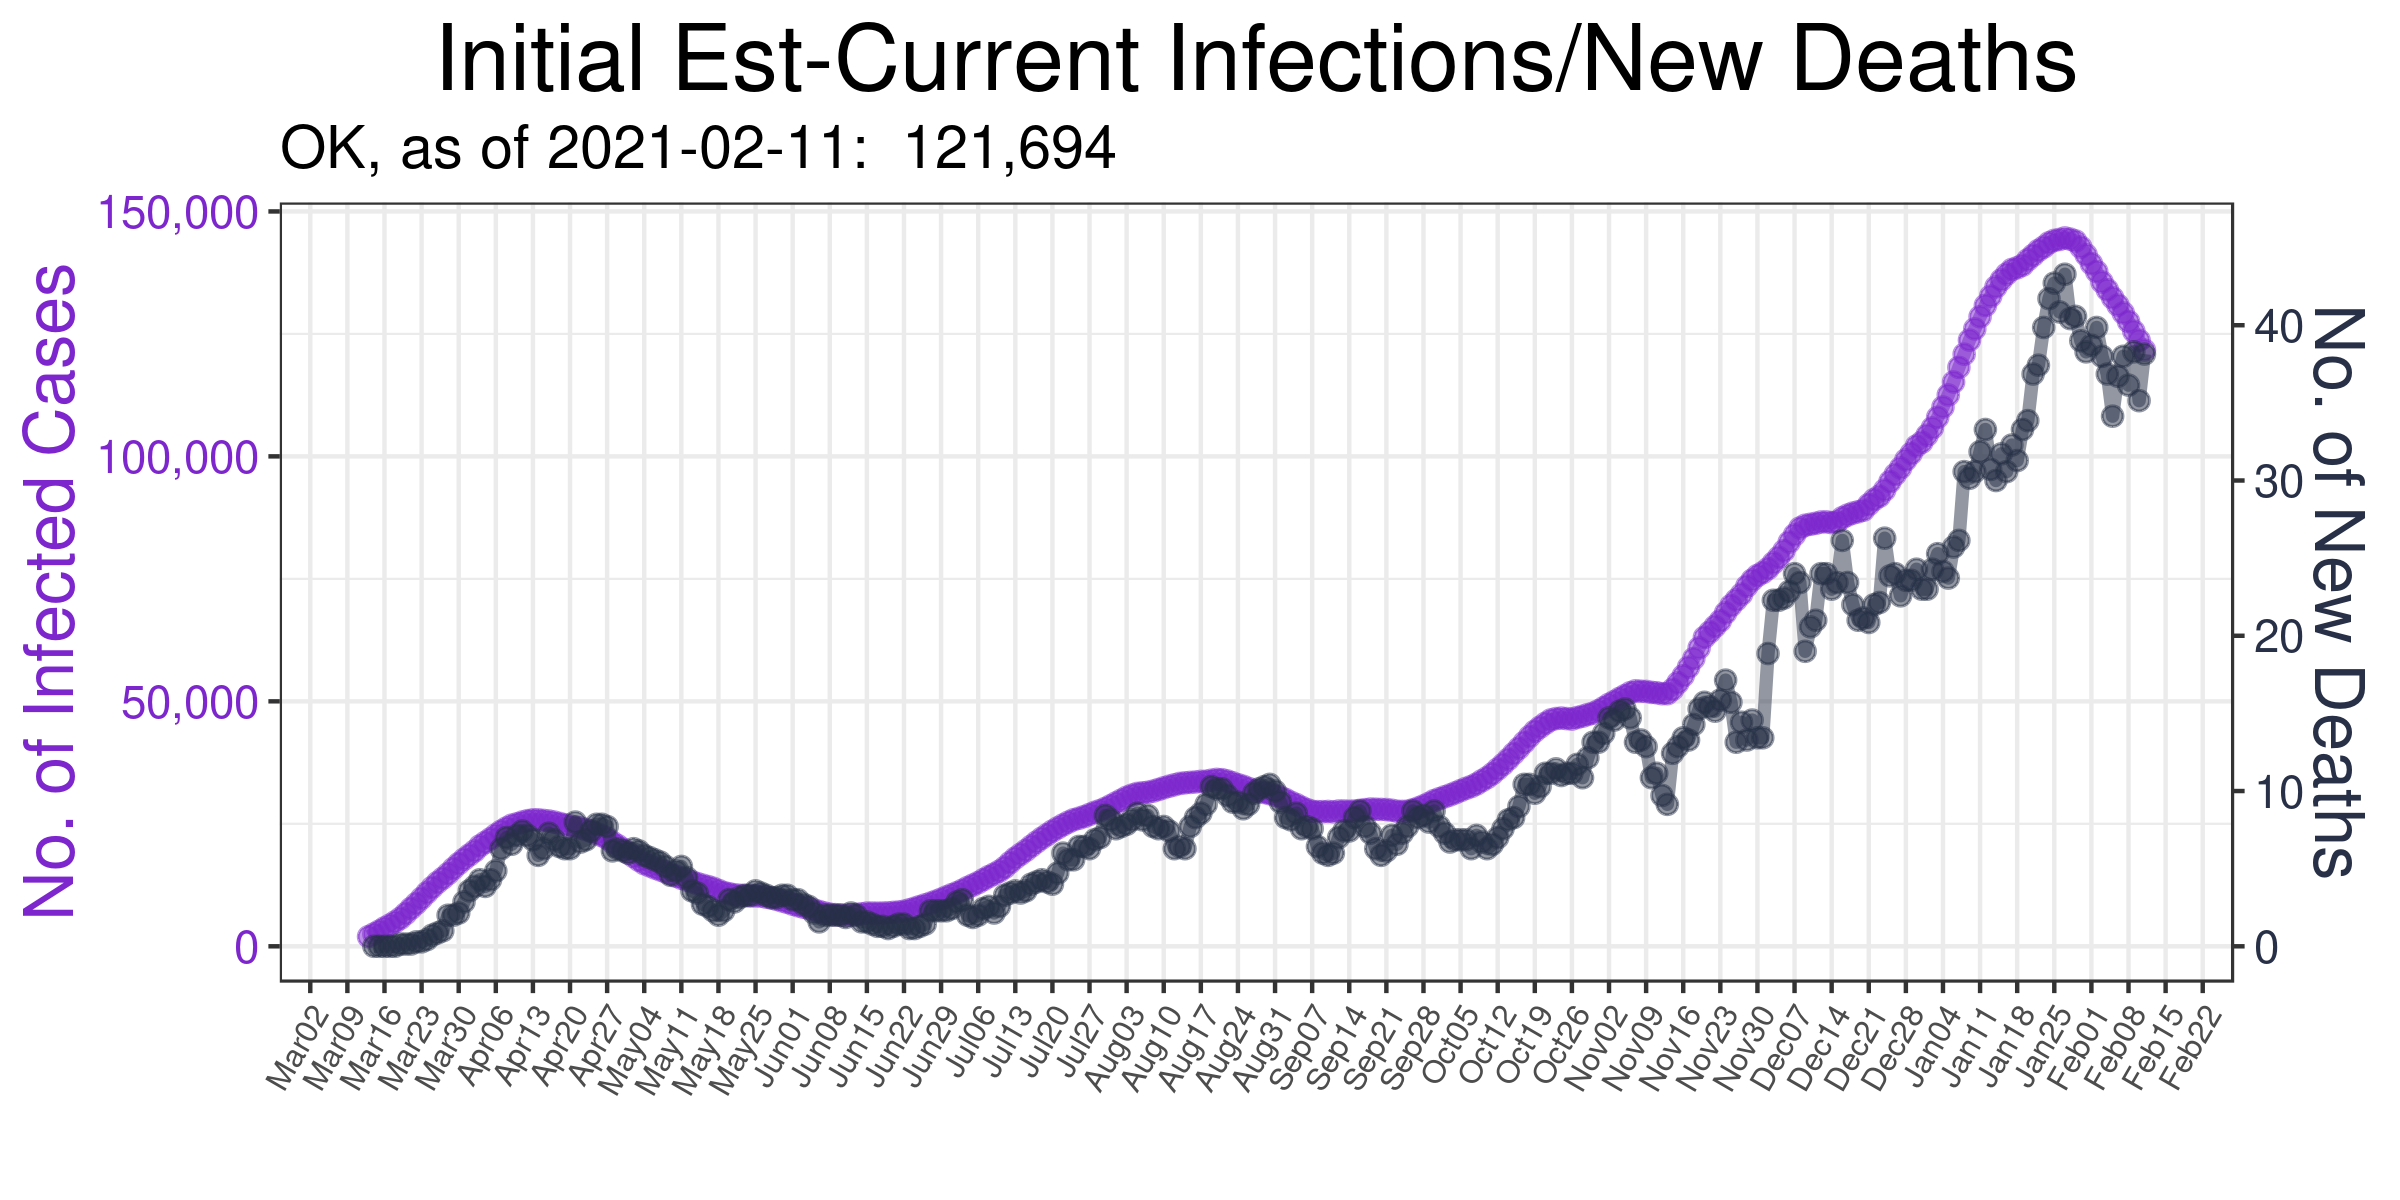 Initial Est-Current Infections/New Deaths
OK, as of 2021-02-11:  121,694
No. of Infected Cases
150,000
100,000
50,000
0
40
30
20
10
0
No. of New Deaths
Mar02
Mar09
Mar16
Mar23
Mar30
Apr06
Apr13
Apr20
Apr27
May04
May11
May18
May25
Jun01
Jun08
Jun15
Jun22
Jun29
Jul06
Jul13
Jul20
Jul27
Aug03
Aug10
Aug17
Aug24
Aug31
Sep07
Sep14
Sep21
Sep28
Oct05
Oct12
Oct19
Oct26
Nov02
Nov09
Nov16
Nov23
Nov30
Dec07
Dec14
Dec21
Dec28
Dec04
Jan11
Jan18
Jan18
Jan25
Feb01
Feb08
Feb15
Feb22